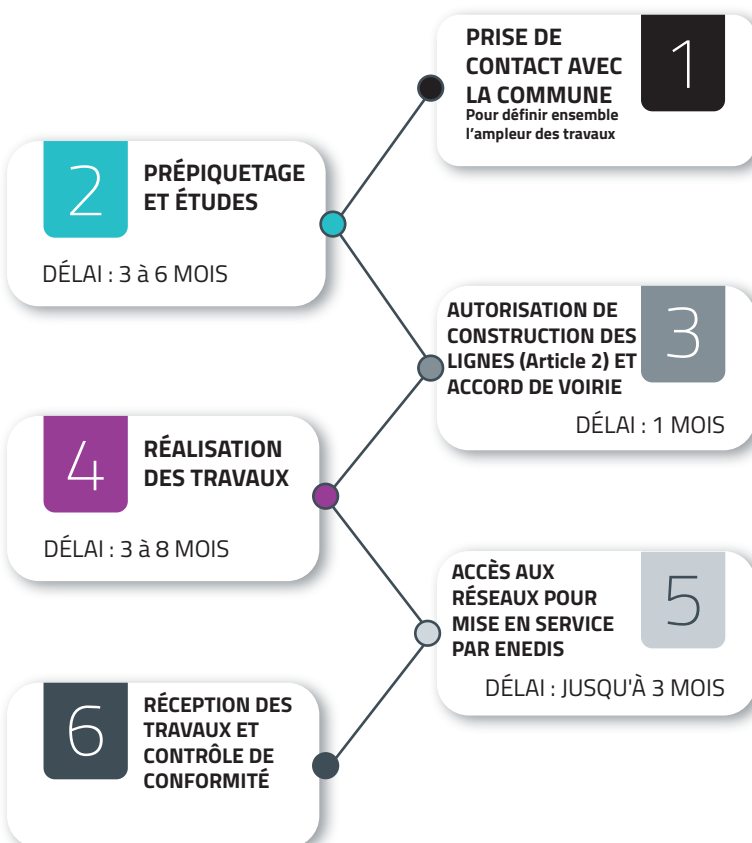 PRISE DE
CONTACT AVEC
LA COMMUNE
Pour définir ensemble
l'ampleur des travaux
1
2
PRÉPIQUETAGE
ET ÉTUDES
DÉLAI : 3 à 6 MOIS
AUTORISATION DE
CONSTRUCTION DES
LIGNES (Article 2) ET
ACCORD DE VOIRIE
3
DÉLAI : 1 MOIS
4
RÉALISATION
DES TRAVAUX
DÉLAI : 3 à 8 MOIS
ACCÈS AUX
RÉSEAUX POUR
MISE EN SERVICE
PAR ENEDIS
5
DÉLAI : JUSQU'À 3 MOIS
6
RÉCEPTION DES
TRAVAUX ET
CONTRÔLE DE
CONFORMITÉ